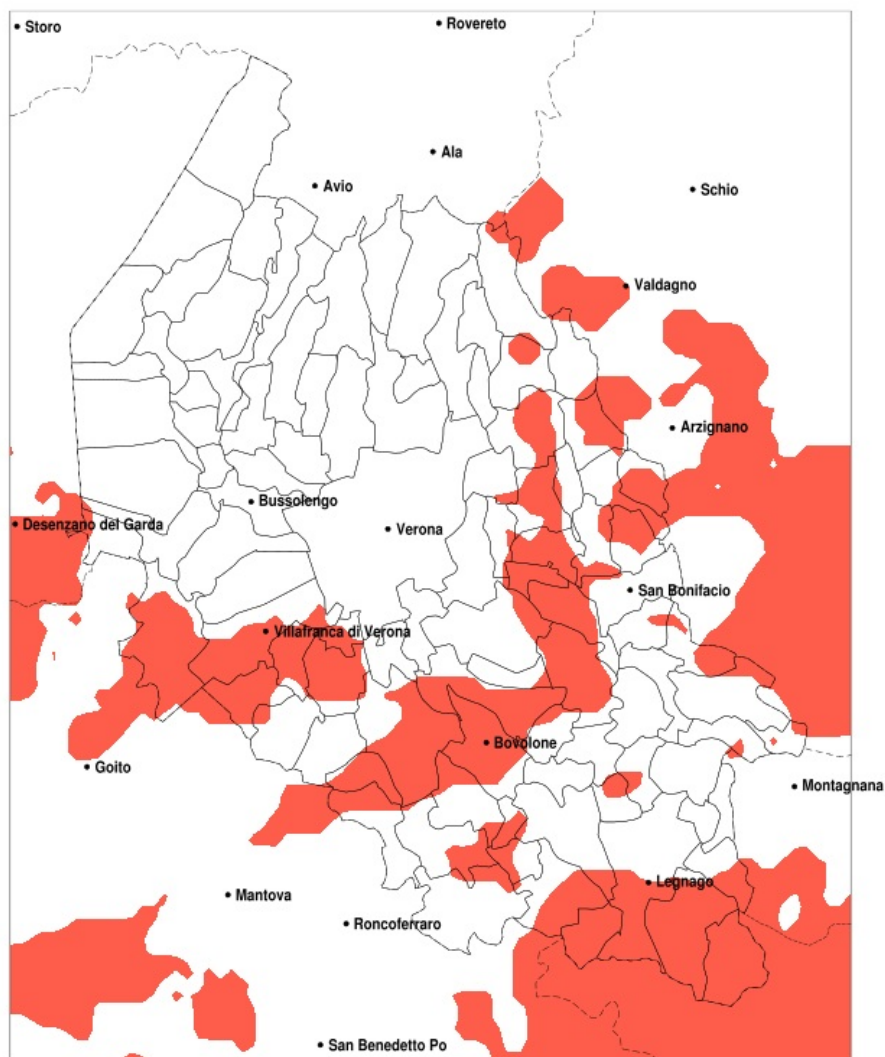 Storo
Rovereto
Ala
Avio
Schio
Valdagno
Arzignano
Bussolengo
Desenzano del Garda
Verona
San Bonifacio
Villafranca di Verona
Bovolone
Goito
Montagnana
Legnago
Mantova
Roncoferraro
San Benedetto Po